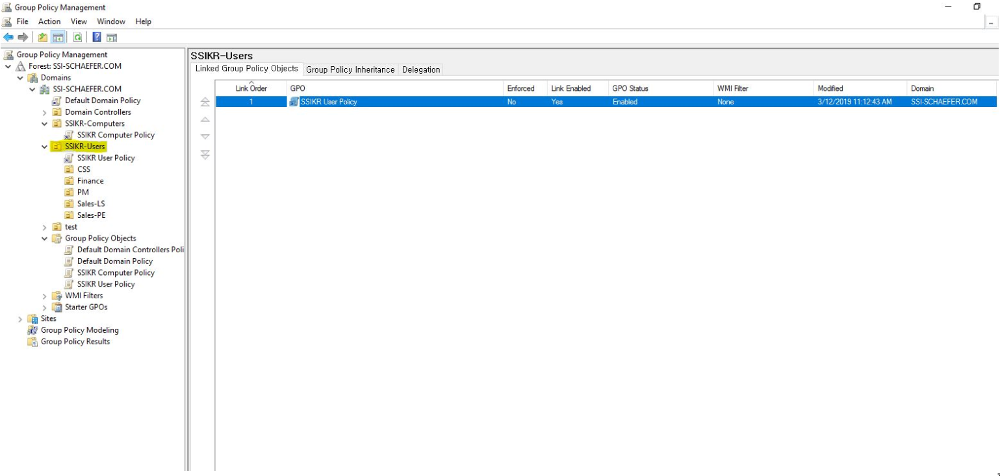 Group Policy Management
File Action View Window Help
Group Policy Management
Forest: SSI-SCHAEFER.COM
Domains
SSI-SCHAEFER.COM
Default Domain Policy
Domain Controllers
SSIKR-Computers
SSIKR Computer Policy
SSIKR-Users
SSIKR User Policy
CSS
Finance
PM
Sales-LS
Sales-PE
test
Group Policy Objects
Default Domain Controllers Poli
Default Domain Policy
SSIKR Computer Policy
SSIKR User Policy
WMI Filters
Starter GPOs
Sites
Group Policy Modeling
Group Policy Results
SSIKR-Users
Linked Group Policy Objects Group Policy Inheritance Delegation
Link Order GPO Enforced Link Enabled GPO Status WMI Filter Modified Domain
1 SSIKR User Policy No Yes Enabled None 3/12/2019 11:12:43 AM SSI-SCHAEFER.COM